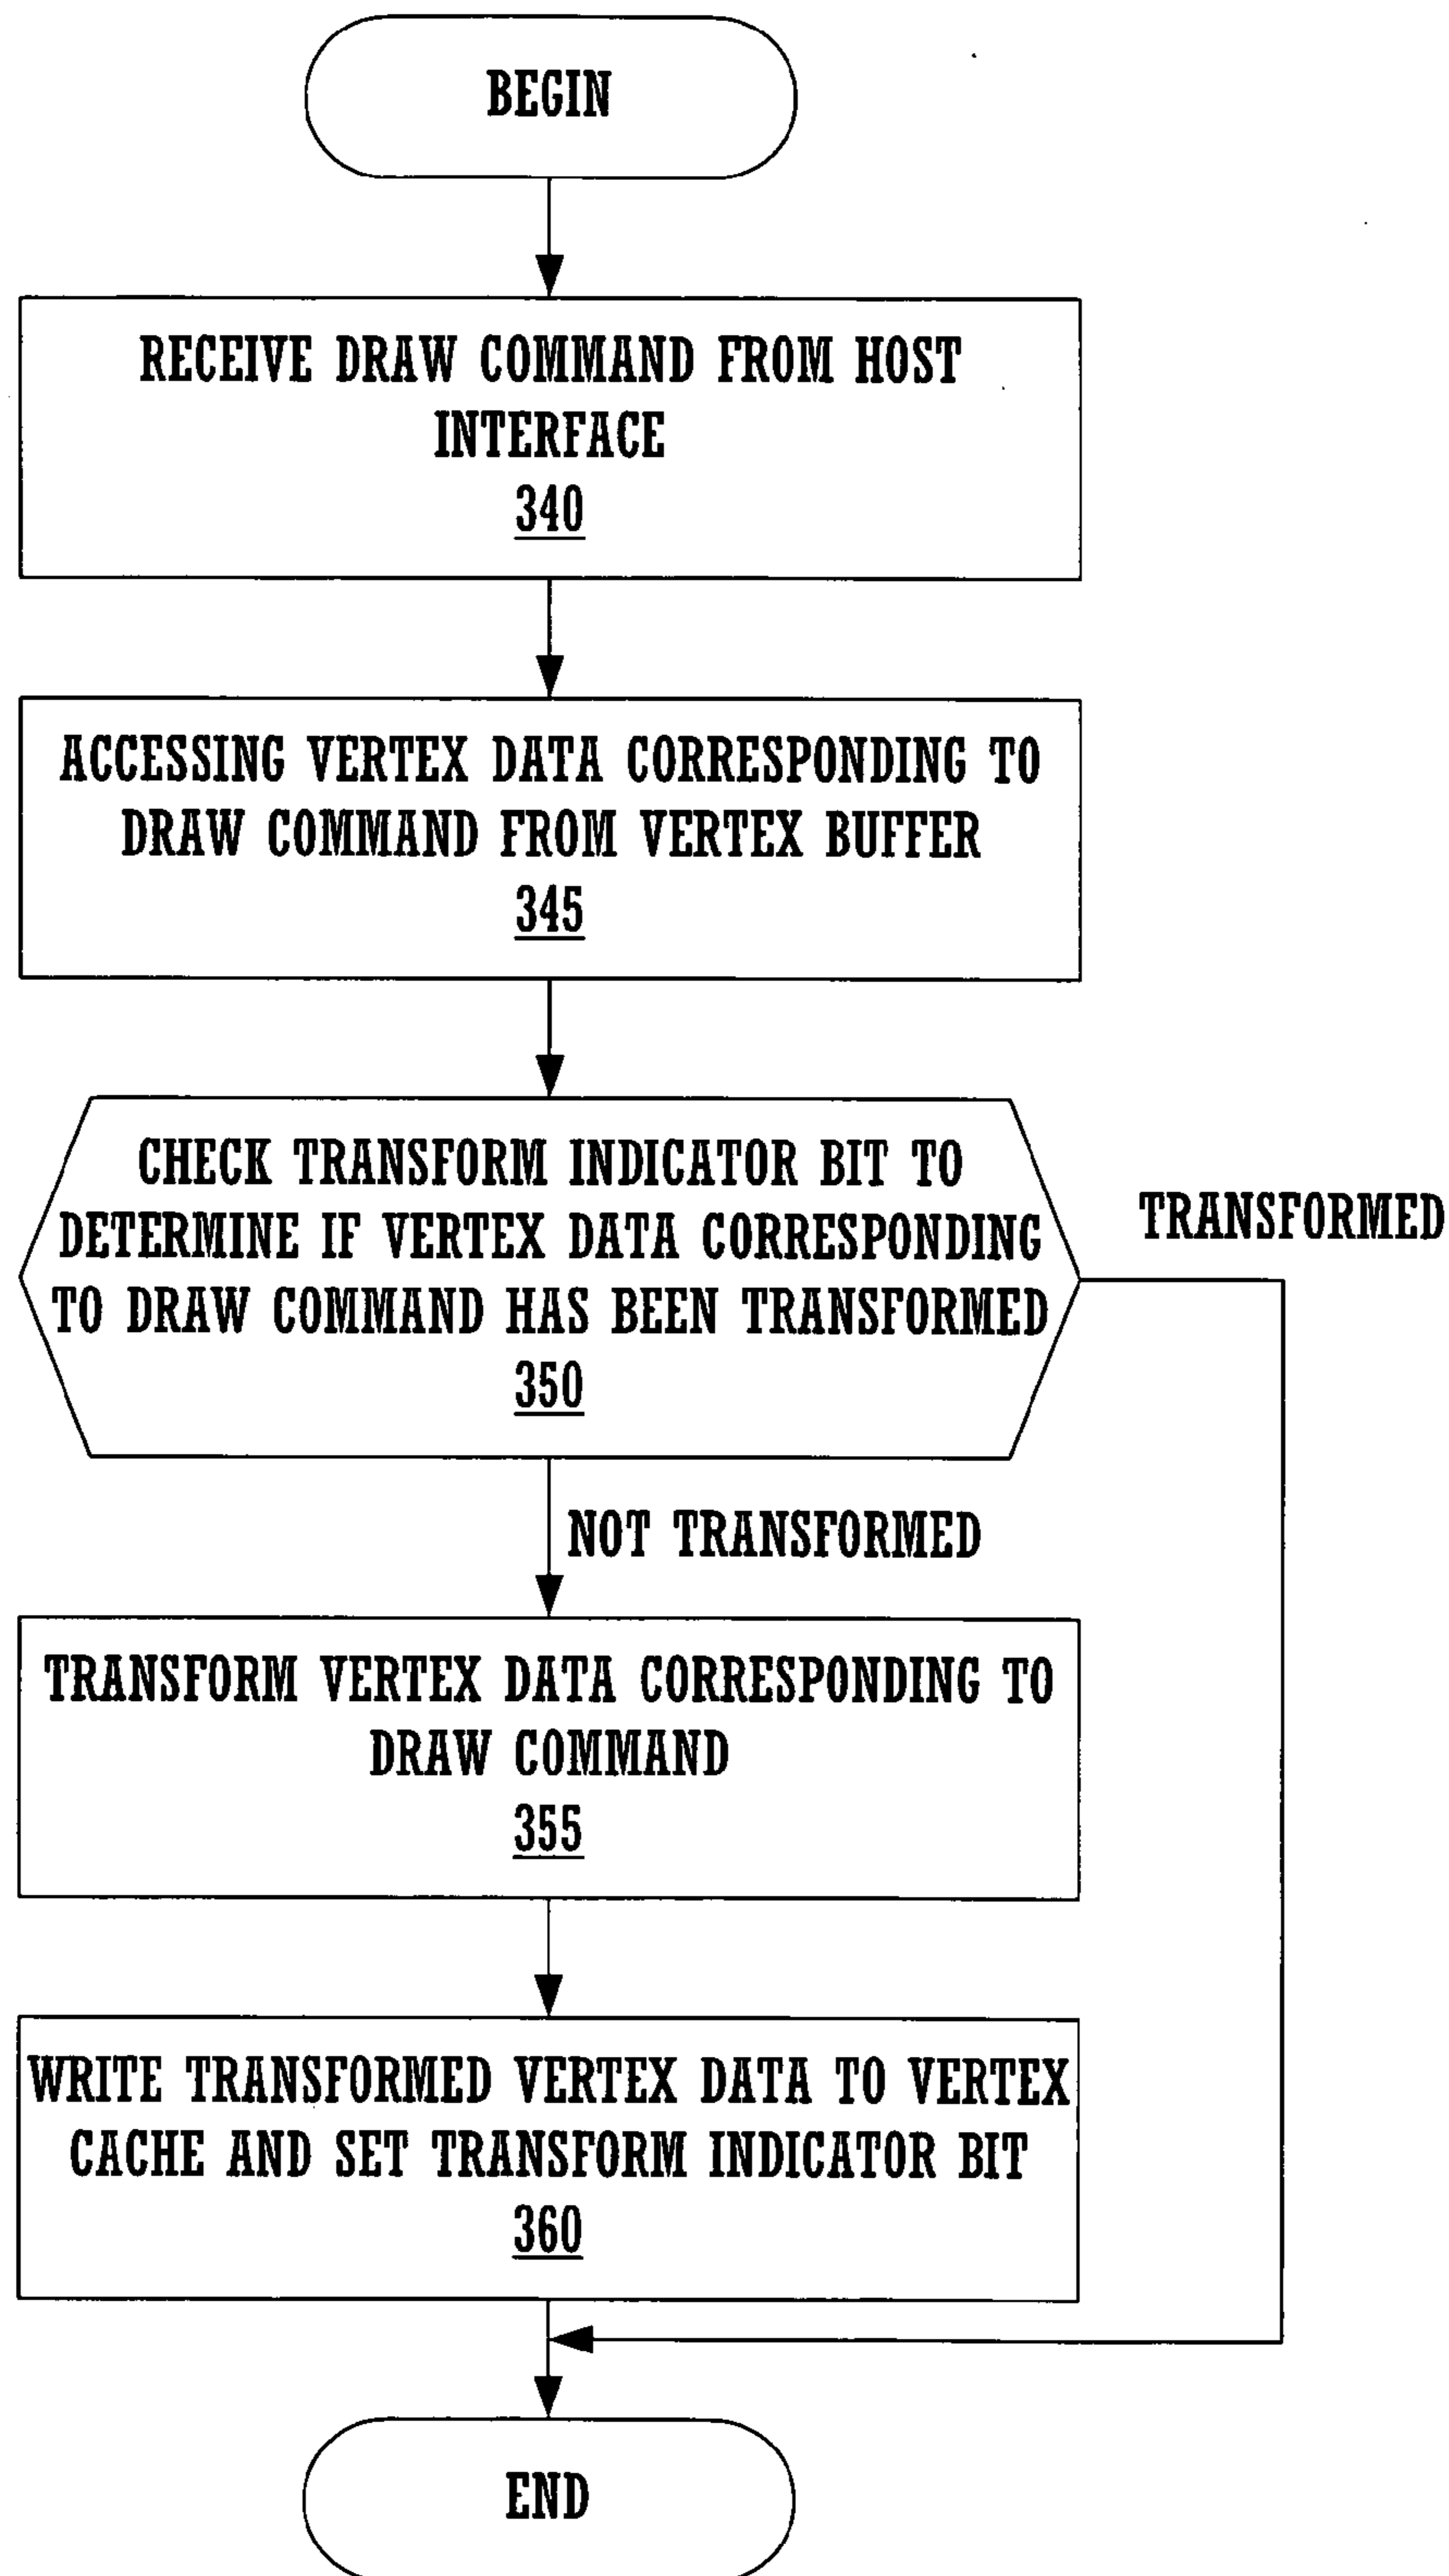 BEGIN
RECEIVE DRAW COMMAND FROM HOST
INTERFACE
340
ACCESSING VERTEX DATA CORRESPONDING TO
DRAW COMMAND FROM VERTEX BUFFER
345
CHECK TRANSFORM INDICATOR BIT TO
DETERMINE IF VERTEX DATA CORRESPONDING
TO DRAW COMMAND HAS BEEN TRANSFORMED
350
TRANSFORMED
NOT TRANSFORMED
TRANSFORM VERTEX DATA CORRESPONDING TO
DRAW COMMAND
355
WRITE TRANSFORMED VERTEX DATA TO VERTEX
CACHE AND SET TRANSFORM INDICATOR BIT
360
END